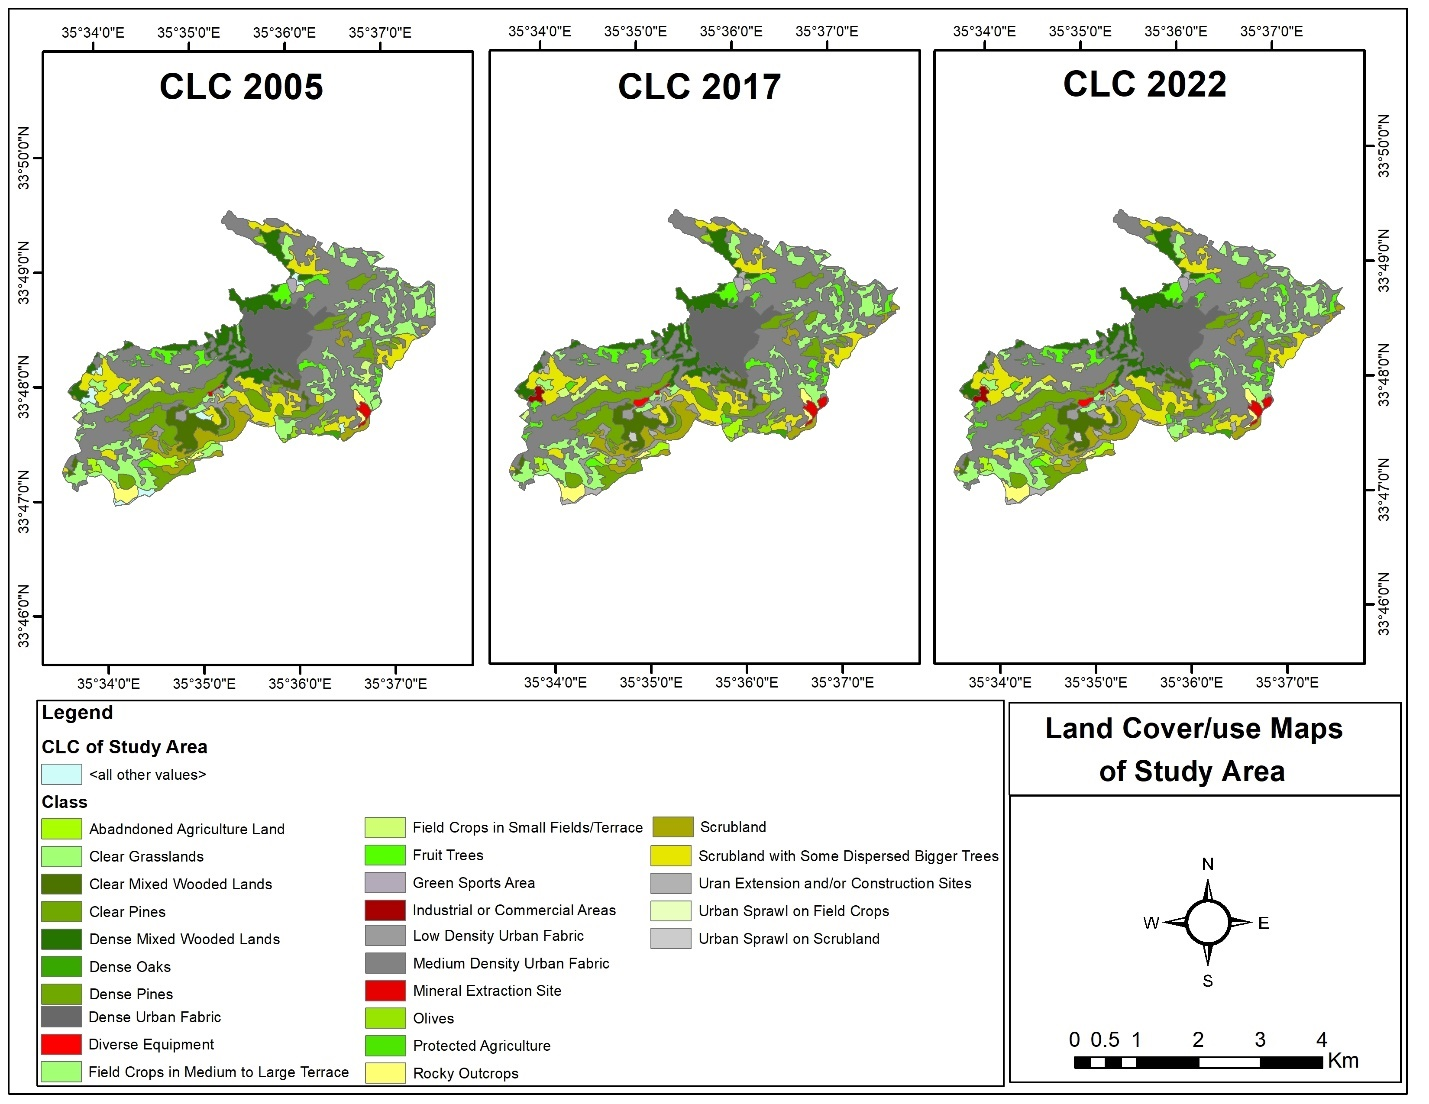 35°34'0"E 35°35'0"E 35°36'0"E 35°37'0"E
35°34'0"E 35°35'0"E 35°36'0"E 35°37'0"E
35°34'0"E 35°35'0"E 35°36'0"E 35°37'0"E
CLC 2005
CLC 2017
CLC 2022
33°50'0"N
33°49'0"N
33°48'0"N
33°47'0"N
33°46'0"N
33°50'0"N
33°49'0"N
33°48'0"N
33°47'0"N
33°46'0"N
35°34'0"E 35°35'0"E 35°36'0"E 35°37'0"E
35°34'0"E 35°35'0"E 35°36'0"E 35°37'0"E
35°34'0"E 35°35'0"E 35°36'0"E 35°37'0"E
Legend
CLC of Study Area
<all other values>
Class
Abadndoned Agriculture Land
Clear Grasslands
Clear Mixed Wooded Lands
Clear Pines
Dense Mixed Wooded Lands
Dense Oaks
Dense Pines
Dense Urban Fabric
Diverse Equipment
Field Crops in Medium to Large Terrace
Field Crops in Small Fields/Terrace
Fruit Trees
Green Sports Area
Industrial or Commercial Areas
Low Density Urban Fabric
Medium Density Urban Fabric
Mineral Extraction Site
Olives
Protected Agriculture
Rocky Outcrops
Scrubland
Scrubland with Some Dispersed Bigger Trees
Uran Extension and/or Construction Sites
Urban Sprawl on Field Crops
Urban Sprawl on Scrubland
Land Cover/use Maps
of Study Area
N
W E
S
0 0.5 1 2 3 4
Km